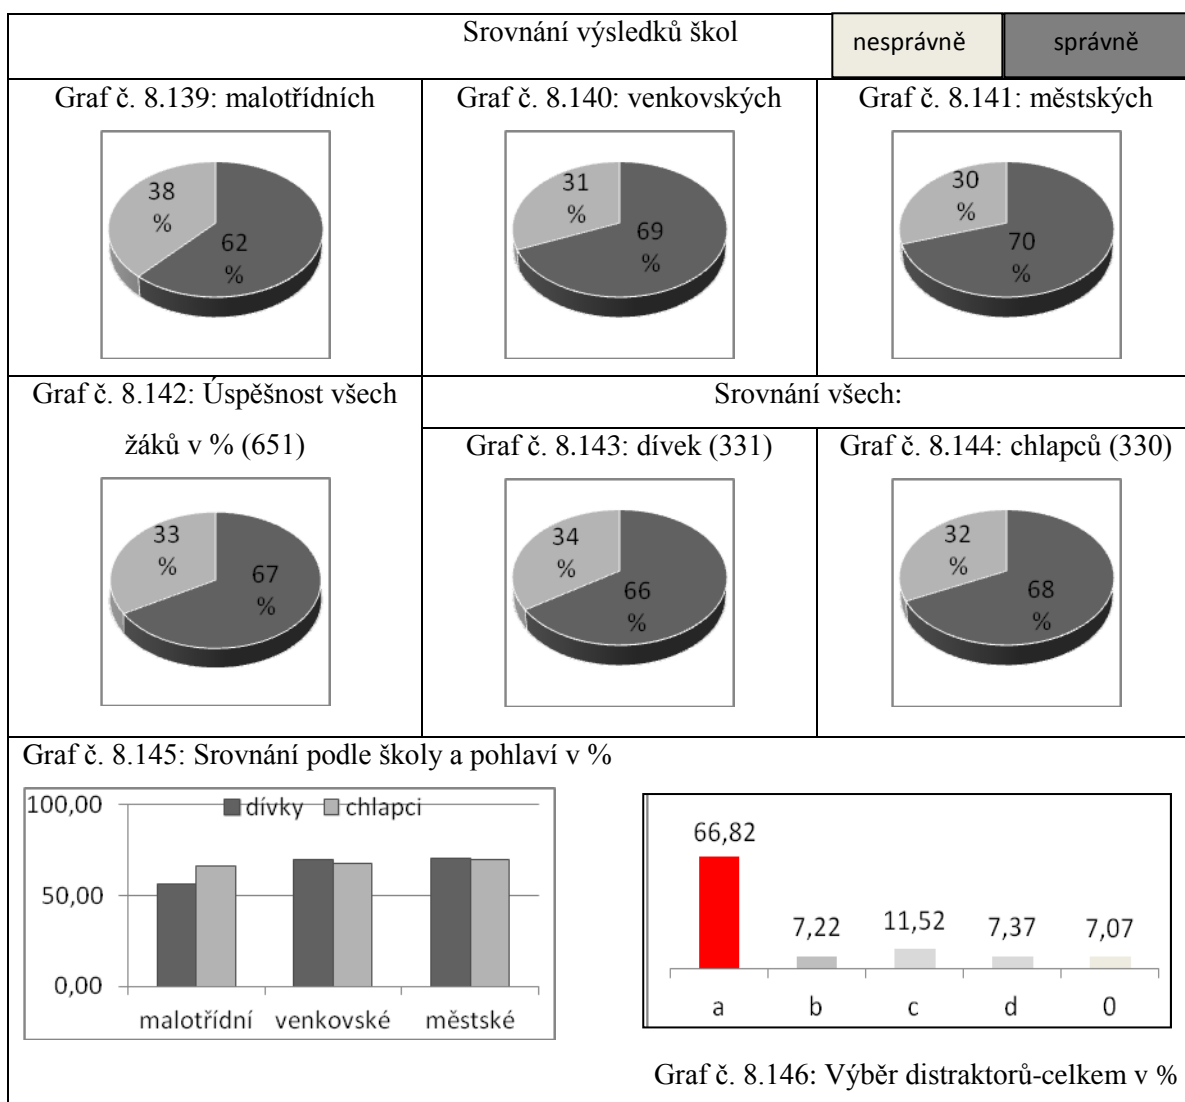 Srovnání výsledků škol
nesprávně
správně
Graf č. 8.139: malotřídních
Graf č. 8.140: venkovských
Graf č. 8.141: městských
38
%
62
%
31
%
69
%
30
%
70
%
Graf č. 8.142: Úspěšnost všech
žáků v % (651)
Srovnání všech:
Graf č. 8.143: dívek (331)
Graf č. 8.144: chlapců (330)
33
%
67
%
34
%
66
%
32
%
68
%
Graf č. 8.145: Srovnání podle školy a pohlaví v %
100,00
50,00
0,00
dívky chlapci
malotřídní venkovské městské
66,82
7,22
11,52
7,37
7,07
a b c d 0
Graf č. 8.146: Výběr distraktorů-celkem v %